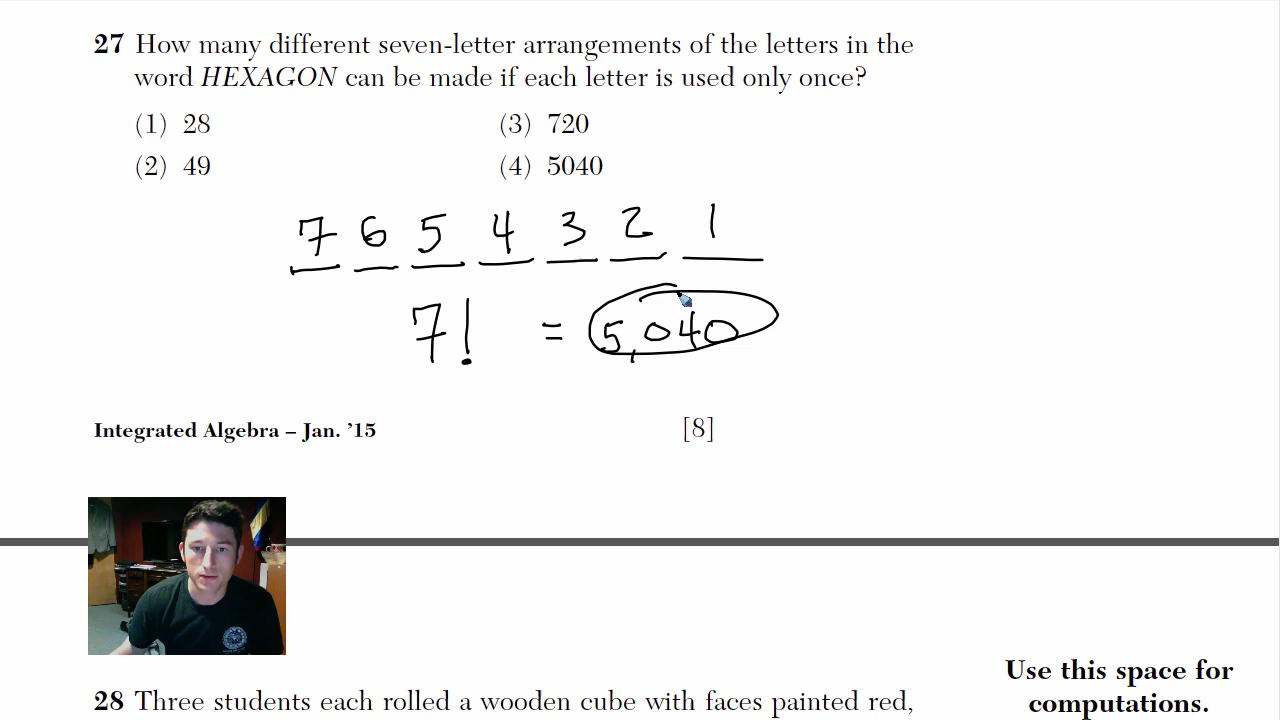 27 How many different seven-letter arrangements of the letters in the
word HEXAGON can be made if each letter is used only once?
(1) 28 (3) 720
(2) 49 (4) 5040
7 6 5 4 3 2 1
7! = 5,040
Integrated Algebra – Jan. ’15 [8]
28 Three students each rolled a wooden cube with faces painted red,
Use this space for
computations.